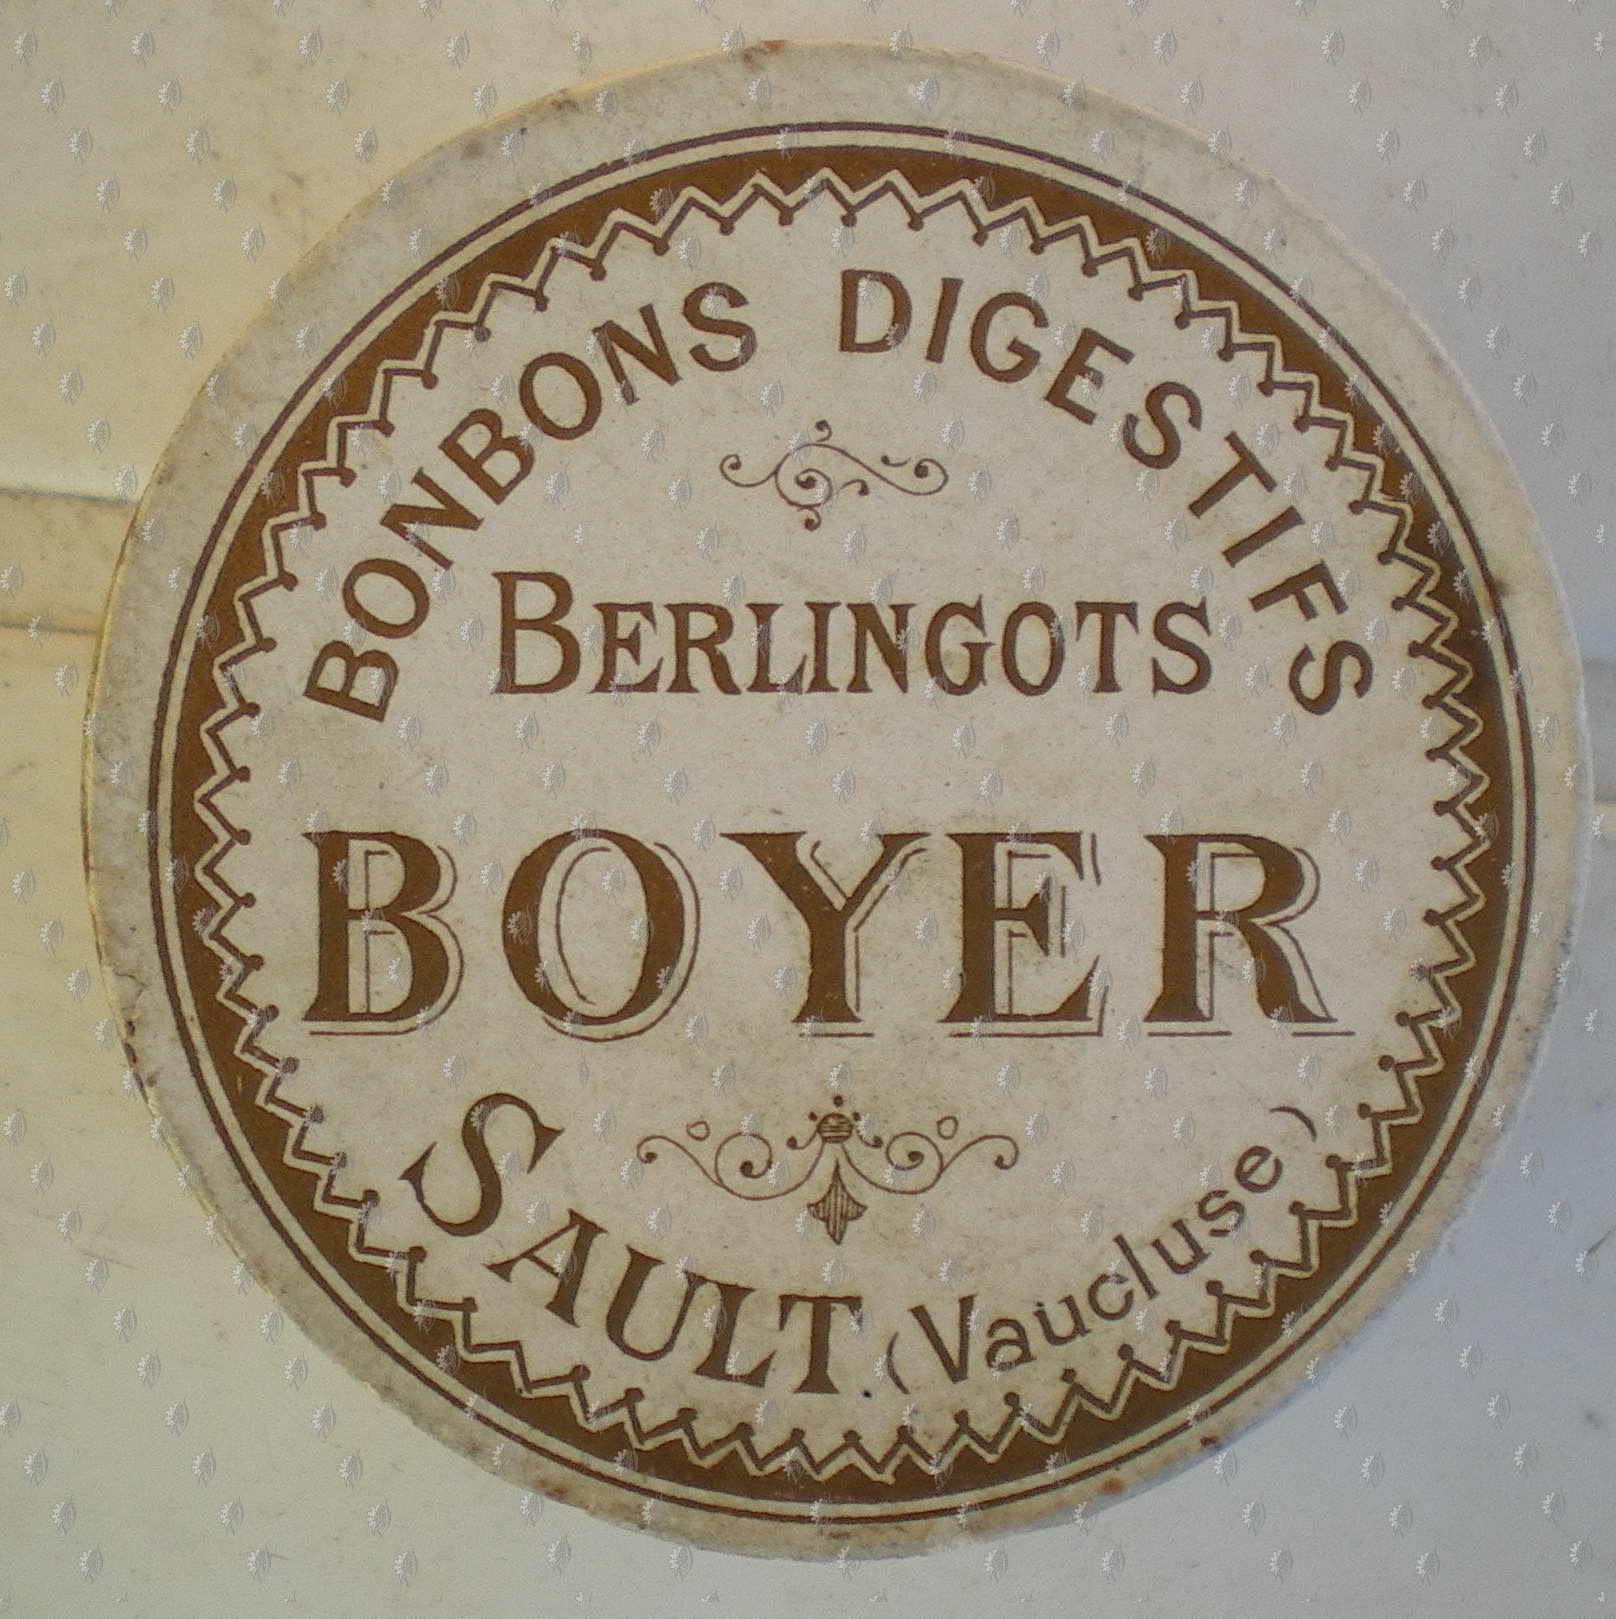 BONBONS DIGESTIFS
BERLINGOTS
BOYER
SAULT. (Vaucluse)